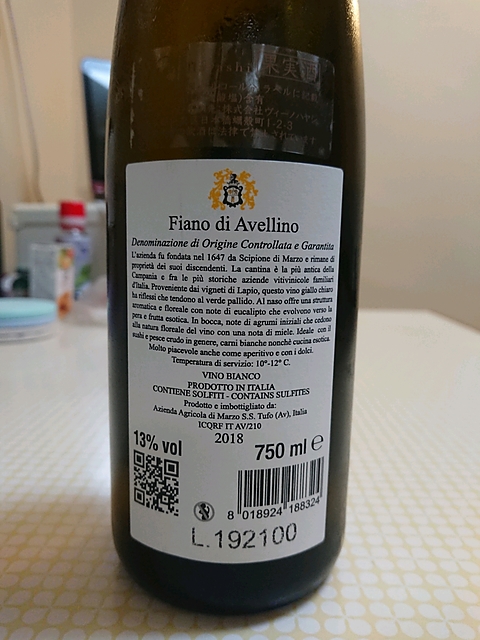 果実酒
Fiano di Avellino
Denominazione di Origine Controllata e Garantita
L'azienda fu fondata nel 1647 da Scipione di Marzo e rimane di
proprietà dei suoi discendenti. La cantina è la più antica della
Campania e fra le più storiche aziende vitivinicole familiari
d'Italia. Proveniente dai vigneti di Lapio, questo vino giallo chiaro
ha riflessi che tendono al verde pallido. Al naso offre una struttura
aromatica e floreale con note di eucalipto che evolvono verso la
pera e frutta esotica. In bocca, note di agrumi iniziali che cedono
alla natura floreale del vino con una nota di miele. Ideale con il
sushi e pesce crudo in genere, carni bianche nonchè cucina esotica.
Molto piacevole anche come aperitivo e con i dolci.
Temperatura di servizio: 10°-12° C.
VINO BIANCO
PRODOTTO IN ITALIA
CONTIENE SOLFITI - CONTAINS SULFITES
Prodotto e imbottigliato da:
Azienda Agricola di Marzo S.S. Tufo (Av), Italia
ICQRF IT AV/210
2018
13% vol
750 ml e
8 018924 188324
L.192100